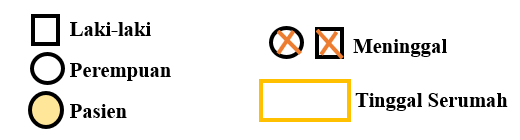 Laki-laki
Perempuan
Pasien
Meninggal
Tinggal Serumah